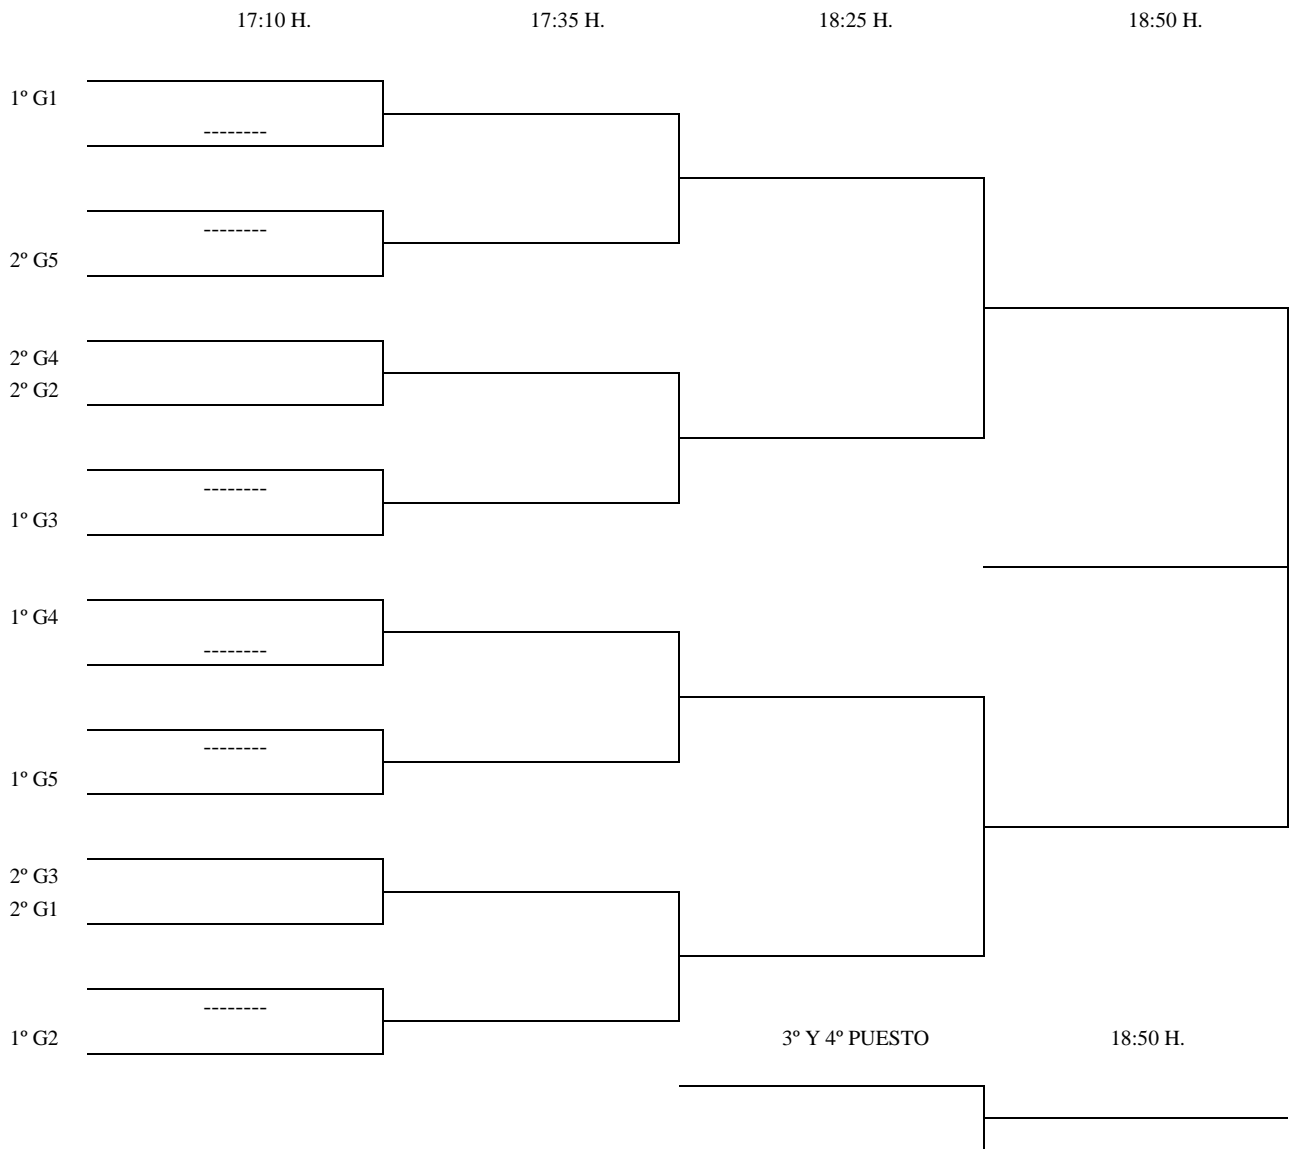 17:10 H. 17:35 H. 18:25 H. 18:50 H.
1º G1
--------
--------
2º G5
2º G4
2º G2
--------
1º G3
1º G4
--------
--------
1º G5
2º G3
2º G1
--------
1º G2 3º Y 4º PUESTO 18:50 H.